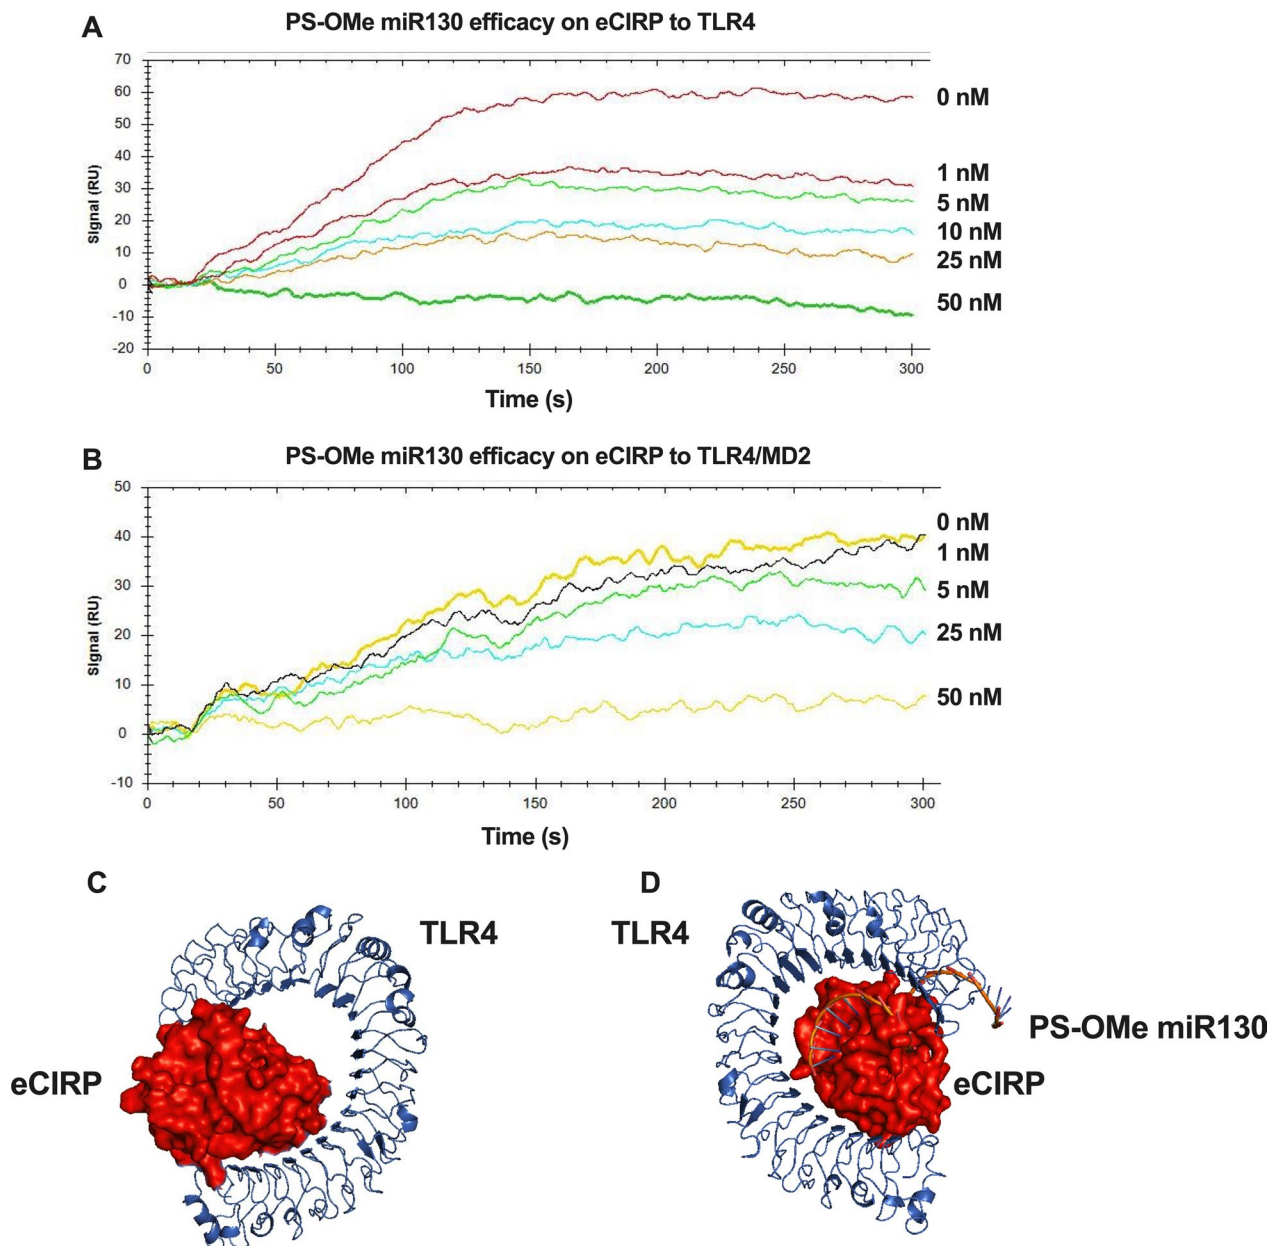 A
PS-OMe miR130 efficacy on eCIRP to TLR4
70
60
50
40
30
20
10
0
-10
-20
Signal (RU)
0 nM
1 nM
5 nM
10 nM
25 nM
50 nM
0 50 100 150 200 250 300
Time (s)
B
PS-OMe miR130 efficacy on eCIRP to TLR4/MD2
50
40
30
20
10
0
-10
Signal (RU)
0 nM
1 nM
5 nM
25 nM
50 nM
0 50 100 150 200 250 300
Time (s)
C
TLR4
eCIRP
D
TLR4
PS-OMe miR130
eCIRP